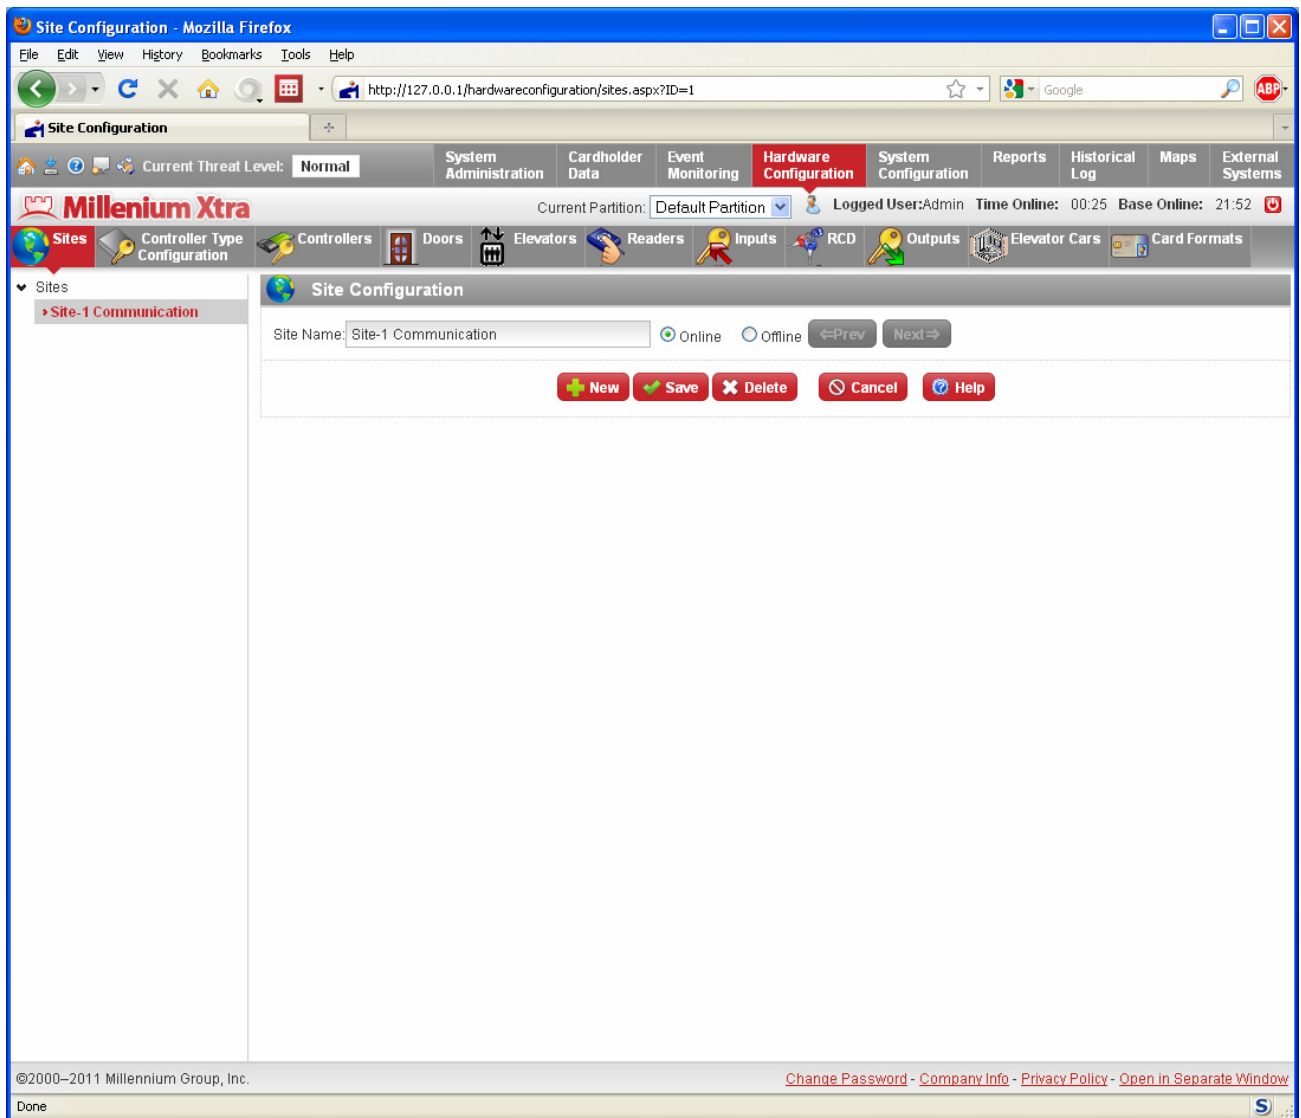 Site Configuration - Mozilla Firefox
File Edit View History Bookmarks Tools Help
http://127.0.0.1/hardwareconfiguration/sites.aspx?ID=1
Google
ABP
Site Configuration
Current Threat Level: Normal
System Administration
Cardholder Data
Event Monitoring
Hardware Configuration
System Configuration
Reports
Historical Log
Maps
External Systems
Millenium Xtra
Current Partition: Default Partition
Logged User:Admin Time Online: 00:25 Base Online: 21:52
Sites
Controller Type Configuration
Controllers
Doors
Elevators
Readers
Inputs
RCD
Outputs
Elevator Cars
Card Formats
Sites
Site-1 Communication
Site Configuration
Site Name: Site-1 Communication Online Offline ⇐Prev Next⇒
New Save Delete Cancel Help
©2000–2011 Millennium Group, Inc.
Change Password - Company Info - Privacy Policy - Open in Separate Window
Done
S